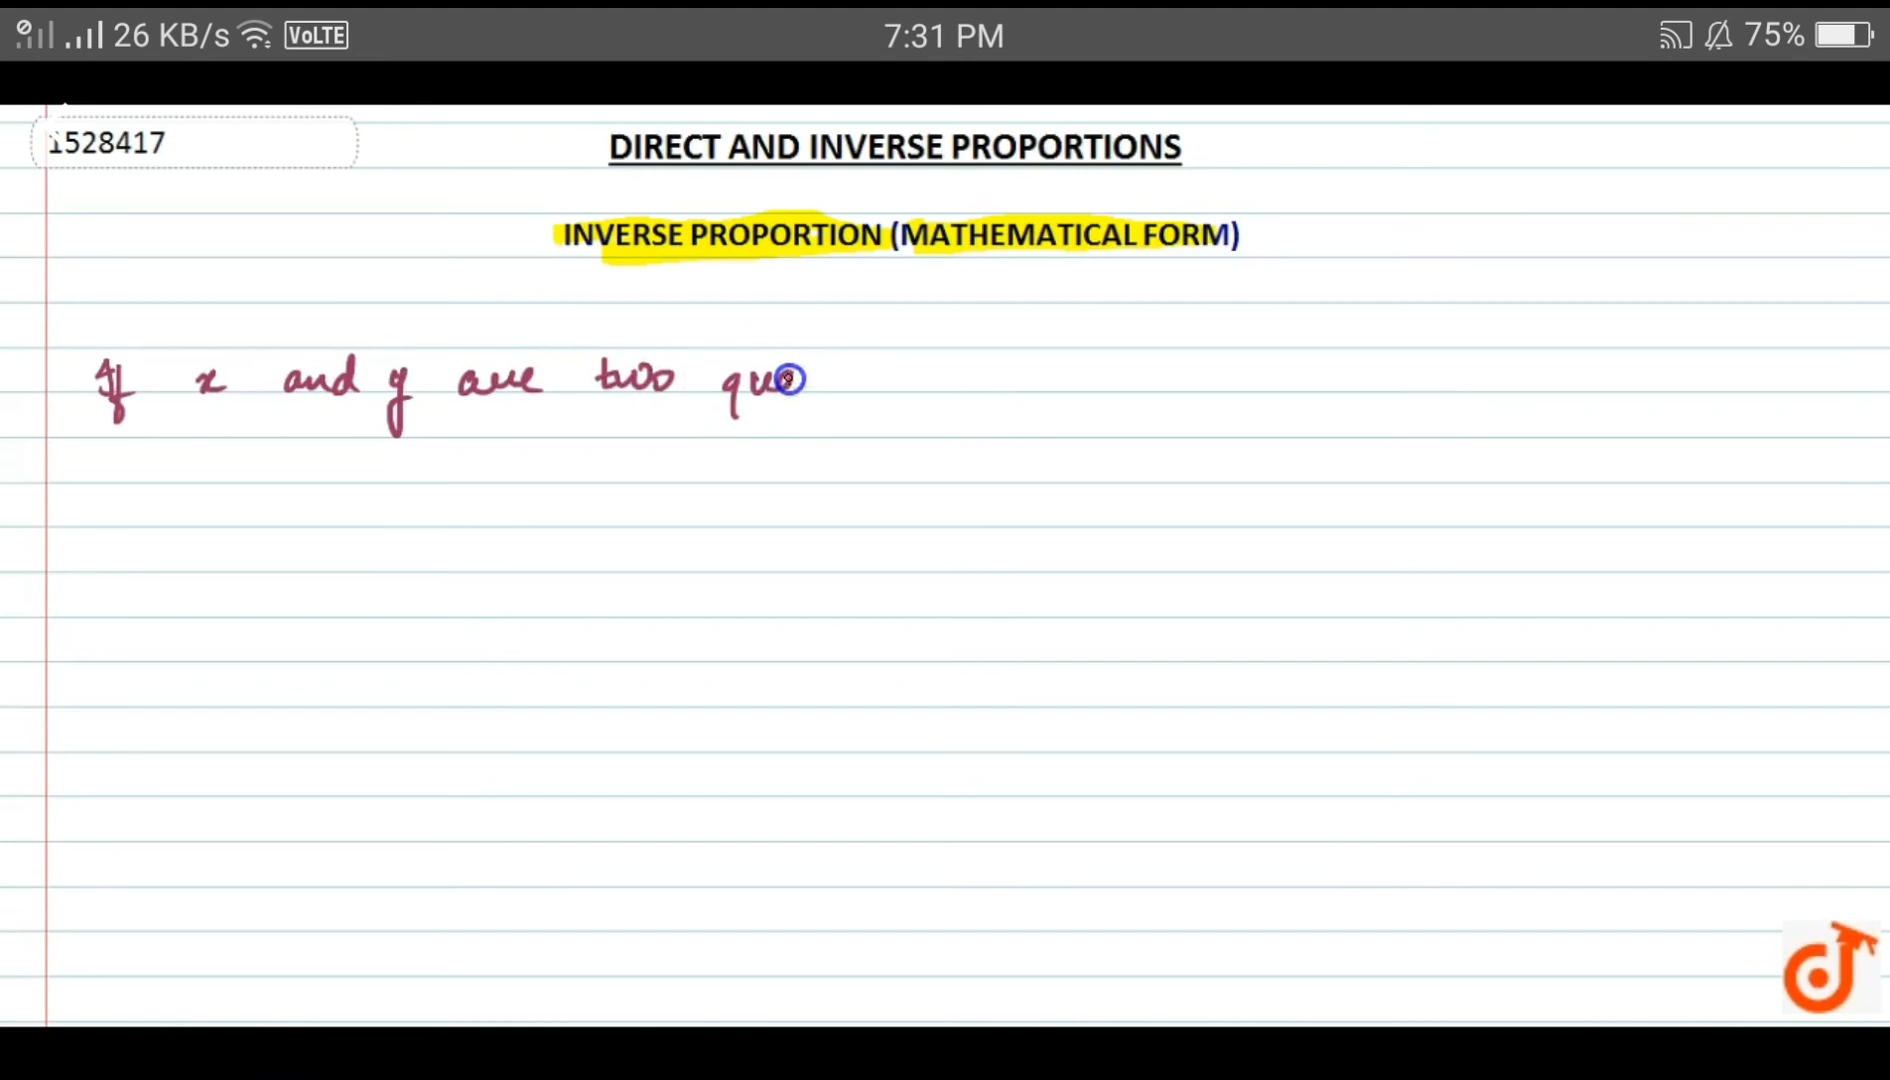 26 KB/s VoLTE 7:31 PM 75%
1528417
DIRECT AND INVERSE PROPORTIONS
INVERSE PROPORTION (MATHEMATICAL FORM)
If x and y are two qua